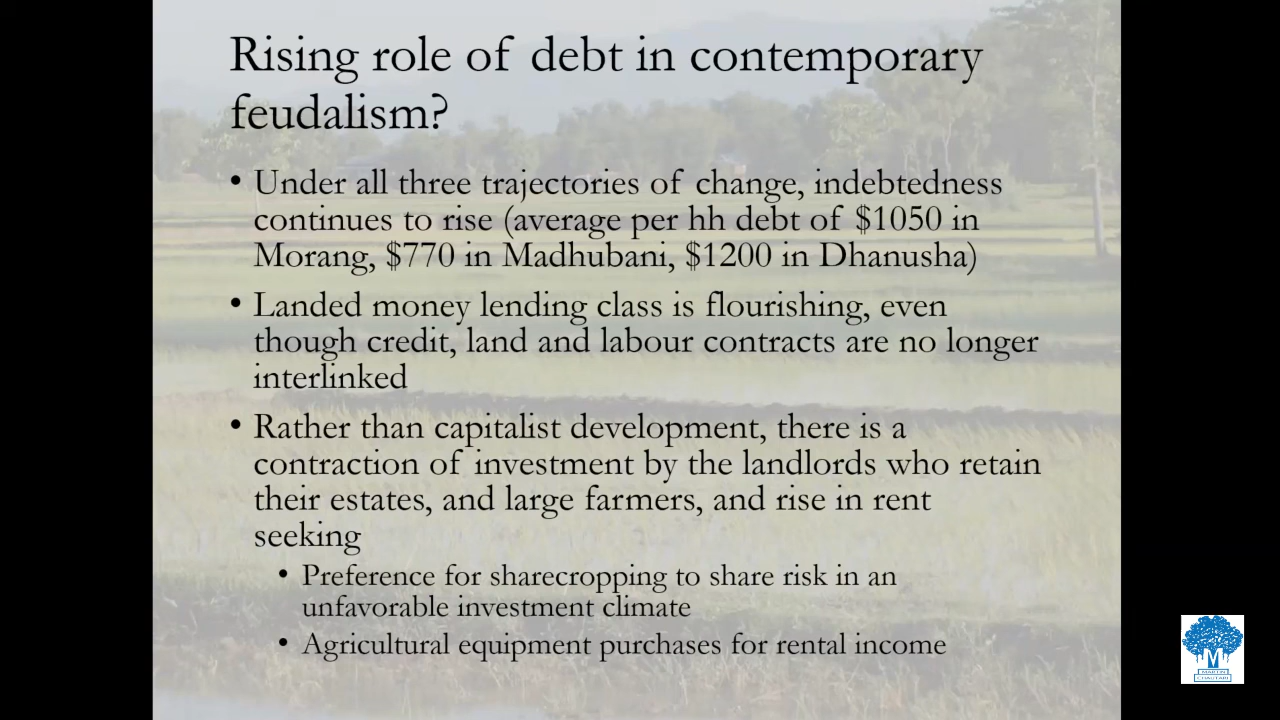 Rising role of debt in contemporary
feudalism?
• Under all three trajectories of change, indebtedness
continues to rise (average per hh debt of $1050 in
Morang, $770 in Madhubani, $1200 in Dhanusha)
• Landed money lending class is flourishing, even
though credit, land and labour contracts are no longer
interlinked
• Rather than capitalist development, there is a
contraction of investment by the landlords who retain
their estates, and large farmers, and rise in rent
seeking
• Preference for sharecropping to share risk in an
unfavorable investment climate
• Agricultural equipment purchases for rental income
MARTIN
CHAUTARI